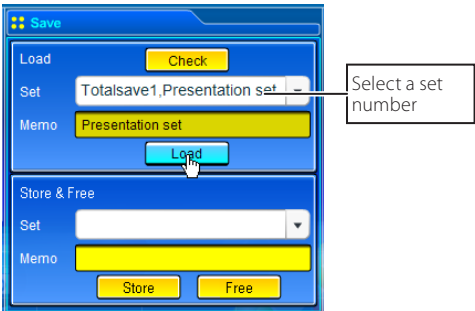 Save
Load
Check
Set
Totalsave1,Presentation set
Select a set
number
Memo
Presentation set
Load
Store & Free
Set
Memo
Store
Free